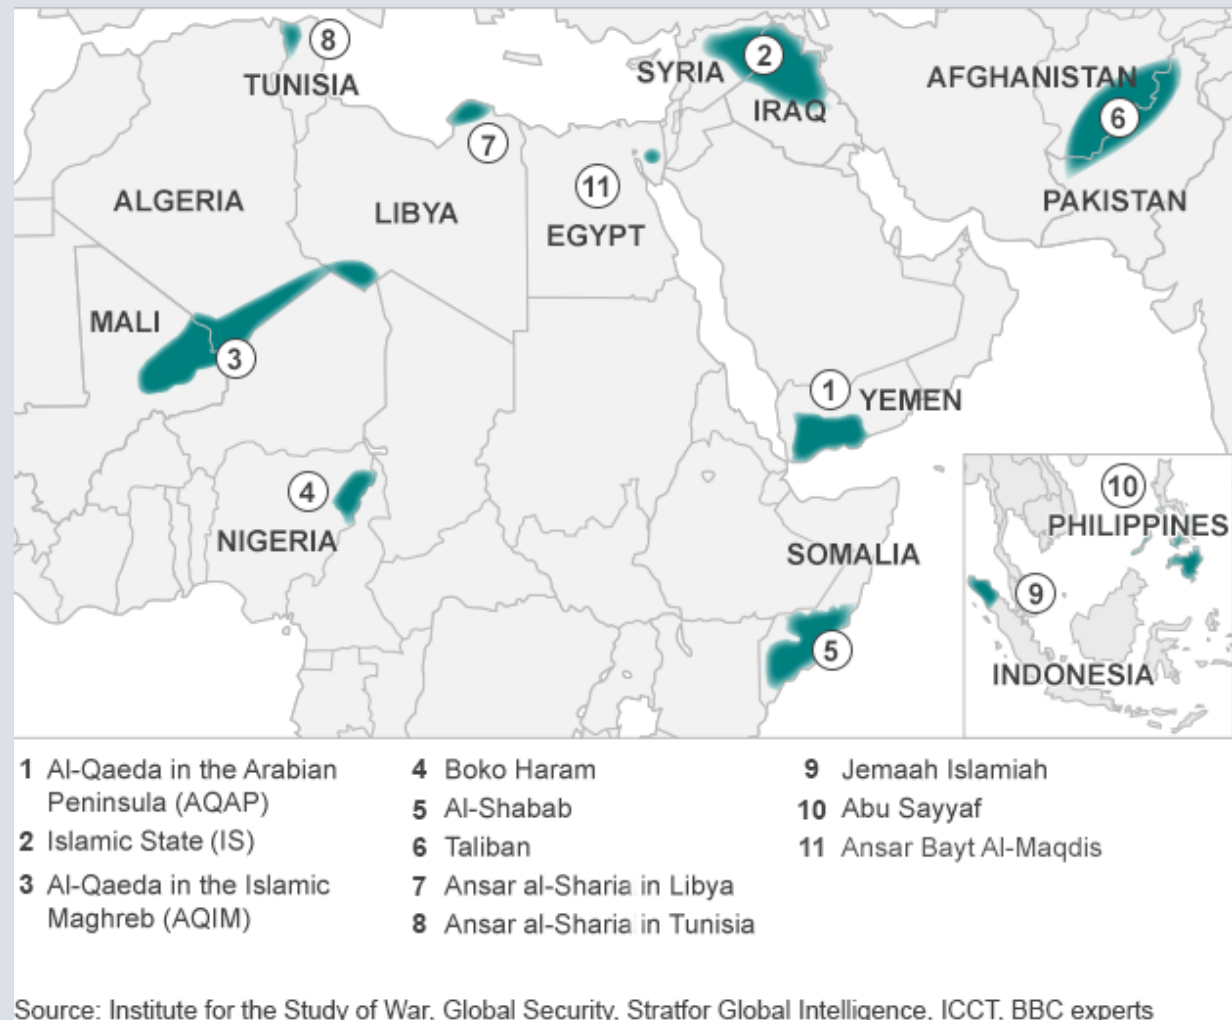 8
TUNISIA
SYRIA
2
IRAQ
AFGHANISTAN
6
PAKISTAN
7
11
EGYPT
ALGERIA
LIBYA
MALI
3
1
YEMEN
4
NIGERIA
SOMALIA
5
10
PHILIPPINES
9
INDONESIA
1 Al-Qaeda in the Arabian
Peninsula (AQAP)
2 Islamic State (IS)
3 Al-Qaeda in the Islamic
Maghreb (AQIM)
4 Boko Haram
5 Al-Shabab
6 Taliban
7 Ansar al-Sharia in Libya
8 Ansar al-Sharia in Tunisia
9 Jemaah Islamiah
10 Abu Sayyaf
11 Ansar Bayt Al-Maqdis
Source: Institute for the Study of War, Global Security, Stratfor Global Intelligence, ICCT, BBC experts